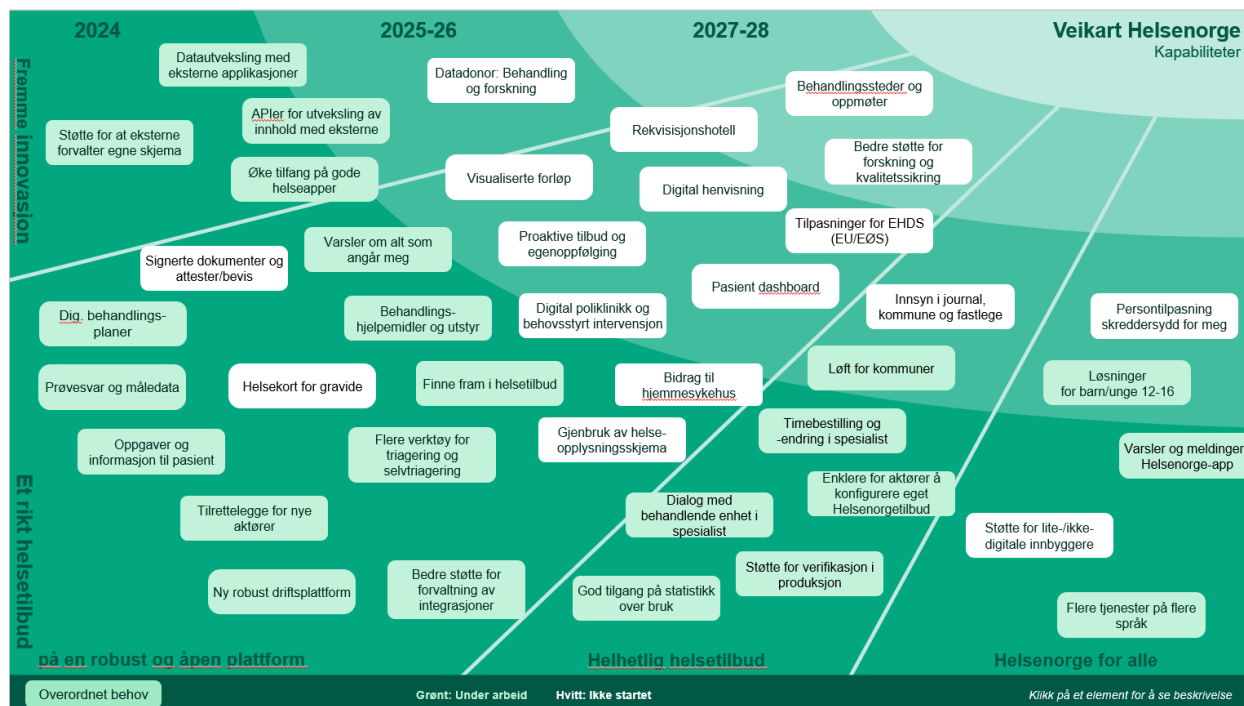 2024
2025-26
2027-28
Veikart Helsenorge
Kapabiliteter
Fremme innovasjon
Datautveksling med
eksterne applikasjoner
Datadonor: Behandling
og forskning
Behandlingssteder og
oppmøter
APIer for utveksling av
innhold med eksterne
Støtte for at eksterne
forvalter egne skjema
Rekvisisjonshotell
Bedre støtte for
forskning og
kvalitetssikring
Øke tilfang på gode
helseapper
Visualiserte forløp
Digital henvisning
Tilpasninger for EHDS
(EU/EØS)
Varsler om alt som
angår meg
Proaktive tilbud og
egenoppfølging
Signerte dokumenter og
attester/bevis
Pasient dashboard
Innsyn i journal,
kommune og fastlege
Dig. behandlings-
planer
Behandlings-
hjelpemidler og utstyr
Digital poliklinikk og
behovsstyrt intervensjon
Persontilpasning
skreddersydd for meg
Prøvesvar og måledata
Helsekort for gravide
Finne fram i helsetilbud
Bidrag til
hjemmesykehus
Løft for kommuner
Løsninger
for barn/unge 12-16
Oppgaver og
informasjon til pasient
Flere verktøy for
triagering og
selvtriagering
Gjenbruk av helse-
opplysningsskjema
Timebestilling og
-endring i spesialist
Varsler og meldinger
Helsenorge-app
Et rikt helsetilbud
Tilrettelegge for nye
aktører
Dialog med
behandlende enhet i
spesialist
Enklere for aktører å
konfigurere eget
Helsenorgetilbud
Støtte for lite-/ikke-
digitale innbyggere
Ny robust driftsplattform
Bedre støtte for
forvaltning av
integrasjoner
God tilgang på statistikk
over bruk
Støtte for verifikasjon i
produksjon
Flere tjenester på flere
språk
på en robust og åpen plattform
Helhetlig helsetilbud
Helsenorge for alle
Overordnet behov
Grønt: Under arbeid
Hvitt: Ikke startet
Klikk på et element for å se beskrivelse